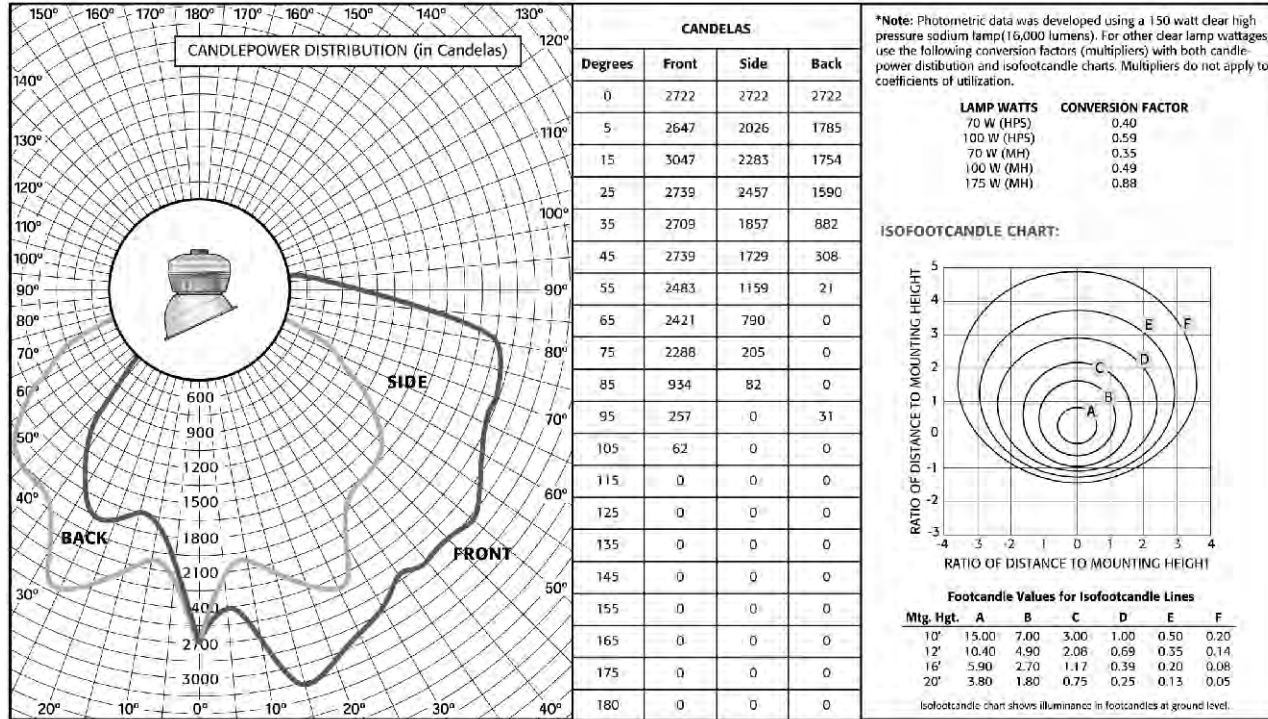 150° 160° 170° 180° 170° 160° 150° 140° 130° 120°
CANDLEPOWER DISTRIBUTION (in Candelas)
140°
130°
120°
110°
100°
90°
80°
70°
60°
50°
40°
30°
110°
100°
90°
80°
70°
60°
50°
SIDE
BACK
FRONT
600
900
1200
1500
1800
2100
2400
2700
3000
20° 10° 0° 10° 20° 30° 40°
CANDELAS
Degrees Front Side Back
0 2722 2722 2722
5 2647 2026 1785
15 3047 2283 1754
25 2739 2457 1590
35 2709 1857 882
45 2739 1729 308
55 2483 1159 21
65 2421 790 0
75 2288 205 0
85 934 82 0
95 257 0 31
105 62 0 0
115 0 0 0
125 0 0 0
135 0 0 0
145 0 0 0
155 0 0 0
165 0 0 0
175 0 0 0
180 0 0 0
*Note: Photometric data was developed using a 150 watt clear high
pressure sodium lamp(16,000 lumens). For other clear lamp wattages,
use the following conversion factors (multipliers) with both candle-
power distibution and isofootcandle charts. Multipliers do not apply to
coefficients of utilization.
LAMP WATTS CONVERSION FACTOR
70 W (HPS) 0.40
100 W (HPS) 0.59
70 W (MH) 0.35
100 W (MH) 0.49
175 W (MH) 0.88
ISOFOOTCANDLE CHART:
RATIO OF DISTANCE TO MOUNTING HEIGHT
5
4
3
2
1
0
-1
-2
-3
A
B
C
D
E
F
-4 -3 -2 -1 0 1 2 3 4
RATIO OF DISTANCE TO MOUNTING HEIGHT
Footcandle Values for Isofootcandle Lines
Mtg. Hgt. A B C D E F
10' 15.00 7.00 3.00 1.00 0.50 0.20
12' 10.40 4.90 2.08 0.69 0.35 0.14
16' 5.90 2.70 1.17 0.39 0.20 0.08
20' 3.80 1.80 0.75 0.25 0.13 0.05
Isofootcandle chart shows illuminance in footcandles at ground level.